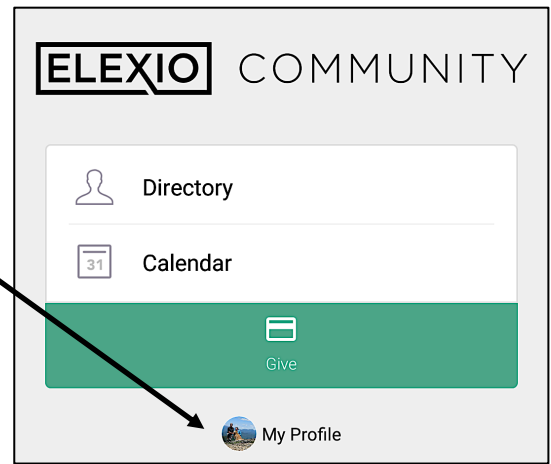 ELEXIO COMMUNITY
Directory
31 Calendar
Give
My Profile